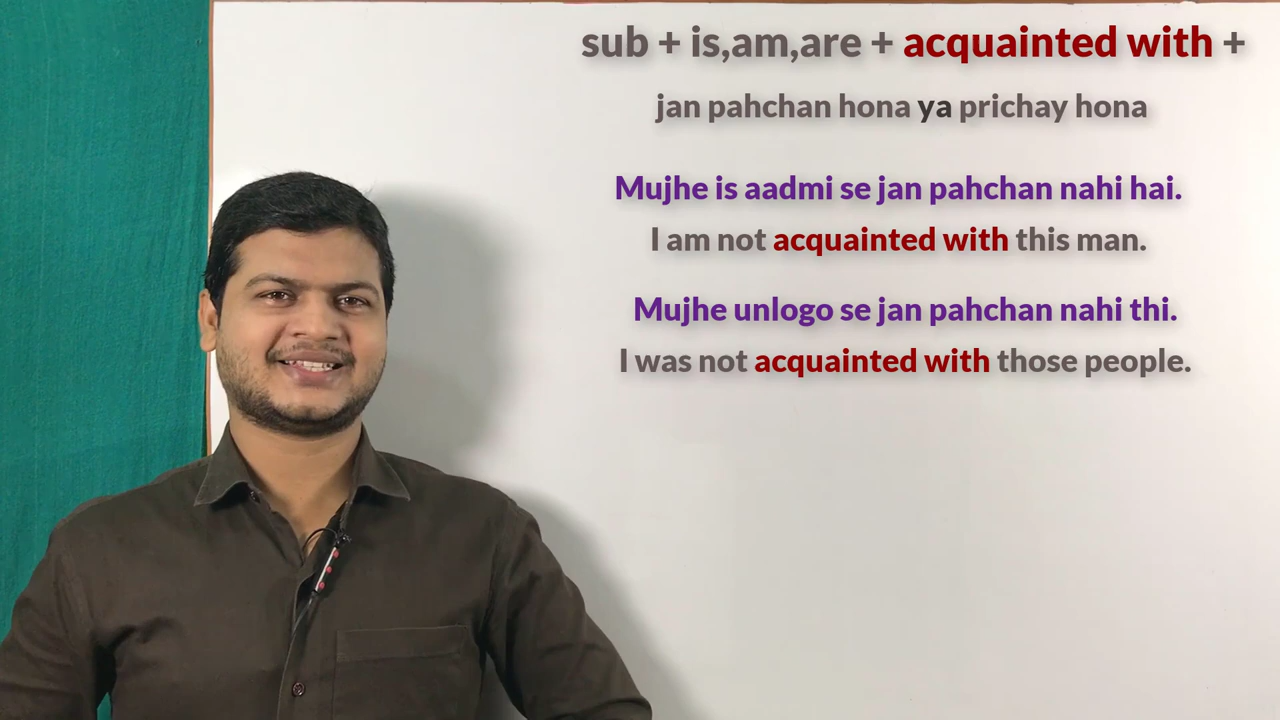 sub + is,am,are + acquainted with +
jan pahchan hona ya prichay hona
Mujhe is aadmi se jan pahchan nahi hai.
I am not acquainted with this man.
Mujhe unlogo se jan pahchan nahi thi.
I was not acquainted with those people.